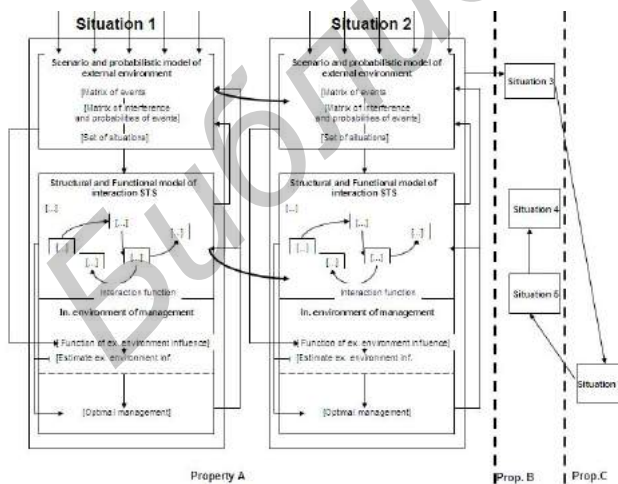 Situation 1
Scenario and probabilistic model of
external environment
[Matrix of events
[Matrix of interference
and probabilities of events]
[Set of situations]
Structural and Functional model of
interaction STS
[...]
[...]
[...]
[...]
[...]
[...]
Interaction function
In. environment of management
[Function of ex. environment influence]
[Estimate ex. environment inf.
[Optimal management]
Situation 2
Scenario and probabilistic model of
external environment
[Matrix of events
[Matrix of interference
and probabilities of events]
[Set of situations]
Structural and Functional model of
interaction STS
[...]
[...]
[...]
[...]
[...]
[...]
Interaction function
In. environment of management
[Function of ex. environment influence]
[Estimate ex. environment inf.
[Optimal management]
Situation 3
Situation 4
Situation 5
Situation
Property A
Prop. B
Prop.C